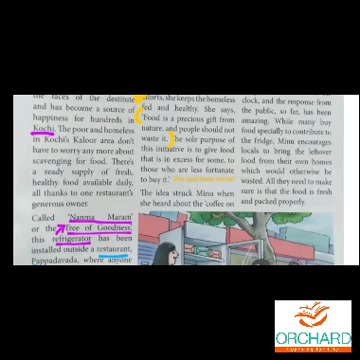 the faces of the destitute
and has become a source of
happiness for hundreds in
Kochi. The poor and homeless
in Kochi's Kaloor area don't
have to worry any more about
scavenging for food. There's
a ready supply of fresh,
healthy food available daily,
all thanks to one restaurant's
generous owner.
Called 'Nanma Maram'
or the 'Tree of Goodness',
this refrigerator has been
installed outside a restaurant,
Pappadavada, where anyone
efforts, she keeps the homeless
fed and healthy. She says,
'Food is a precious gift from
nature, and people should not
waste it. The sole purpose of
this initiative is to give food
that is in excess for some, to
those who are less fortunate
to buy it.'
The idea struck Minu when
she heard about the 'coffee on
clock, and the response from
the public, so far, has been
amazing. While many buy
food specially to contribute to
the fridge, Minu encourages
locals to bring the leftover
food from their own homes
which would otherwise be
wasted. All they need to make
sure is that the food is fresh
and properly packed.
ORCHARD